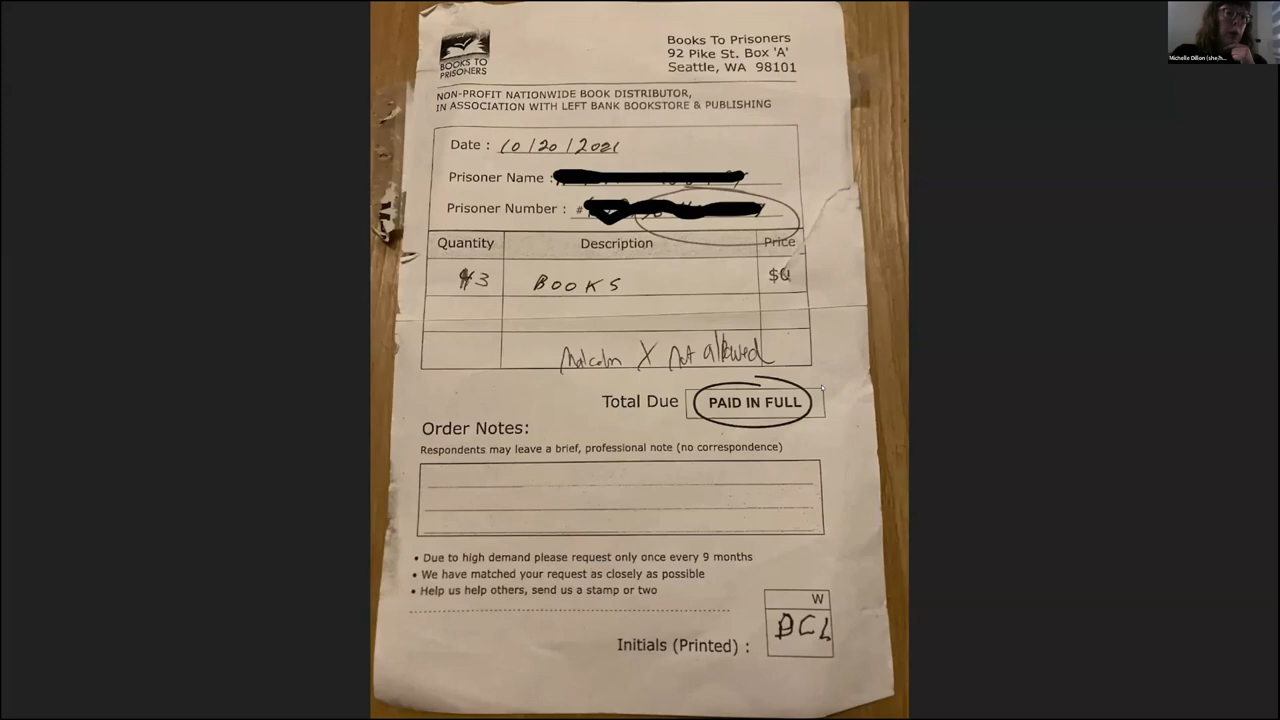 BOOKS TO
PRISONERS
Books To Prisoners
92 Pike St. Box 'A'
Seattle, WA 98101
NON-PROFIT NATIONWIDE BOOK DISTRIBUTOR,
IN ASSOCIATION WITH LEFT BANK BOOKSTORE & PUBLISHING
Date : 10/20/2021
Prisoner Name :
Prisoner Number : #
Quantity Description Price
3 BOOKS $0
Malcolm X not allowed
Total Due PAID IN FULL
Order Notes:
Respondents may leave a brief, professional note (no correspondence)
• Due to high demand please request only once every 9 months
• We have matched your request as closely as possible
• Help us help others, send us a stamp or two
W
Initials (Printed) : DCL
Michelle Dillon (she/h...